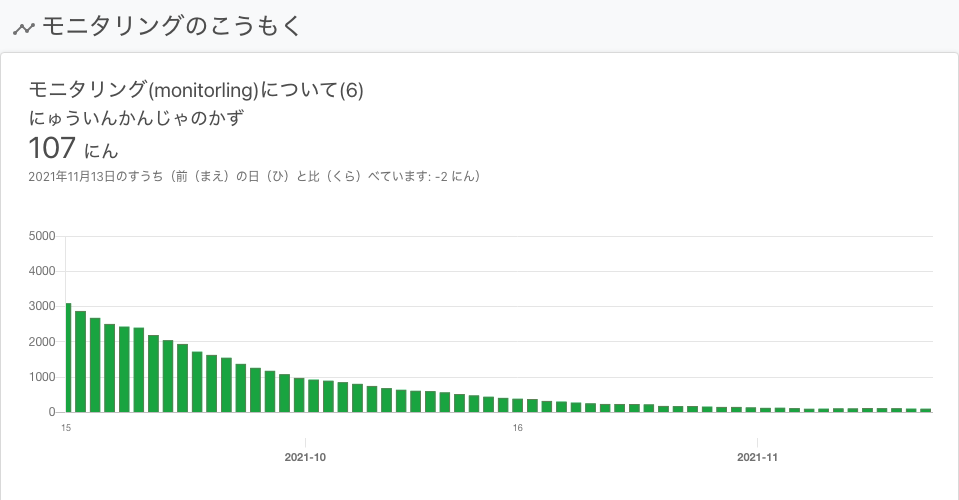 モニタリングのこうもく
モニタリング(monitorling)について(6)
にゅういんかんじゃのかず
107 にん
2021年11月13日のすうち（前（まえ）の日（ひ）と比（くら）べています: -2 にん）
5000
4000
3000
2000
1000
0
15
16
2021-10
2021-11